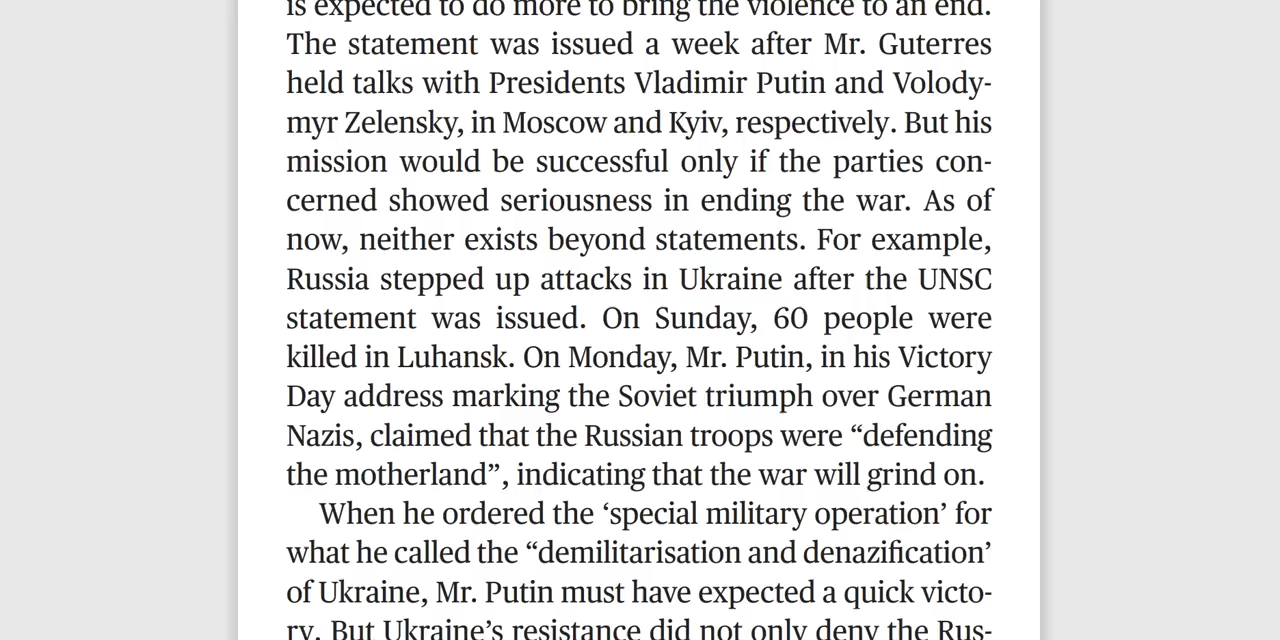 is expected to do more to bring the violence to an end.
The statement was issued a week after Mr. Guterres
held talks with Presidents Vladimir Putin and Volody-
myr Zelensky, in Moscow and Kyiv, respectively. But his
mission would be successful only if the parties con-
cerned showed seriousness in ending the war. As of
now, neither exists beyond statements. For example,
Russia stepped up attacks in Ukraine after the UNSC
statement was issued. On Sunday, 60 people were
killed in Luhansk. On Monday, Mr. Putin, in his Victory
Day address marking the Soviet triumph over German
Nazis, claimed that the Russian troops were “defending
the motherland”, indicating that the war will grind on.
When he ordered the ‘special military operation’ for
what he called the “demilitarisation and denazification’
of Ukraine, Mr. Putin must have expected a quick victo-
ry. But Ukraine’s resistance did not only deny the Rus-